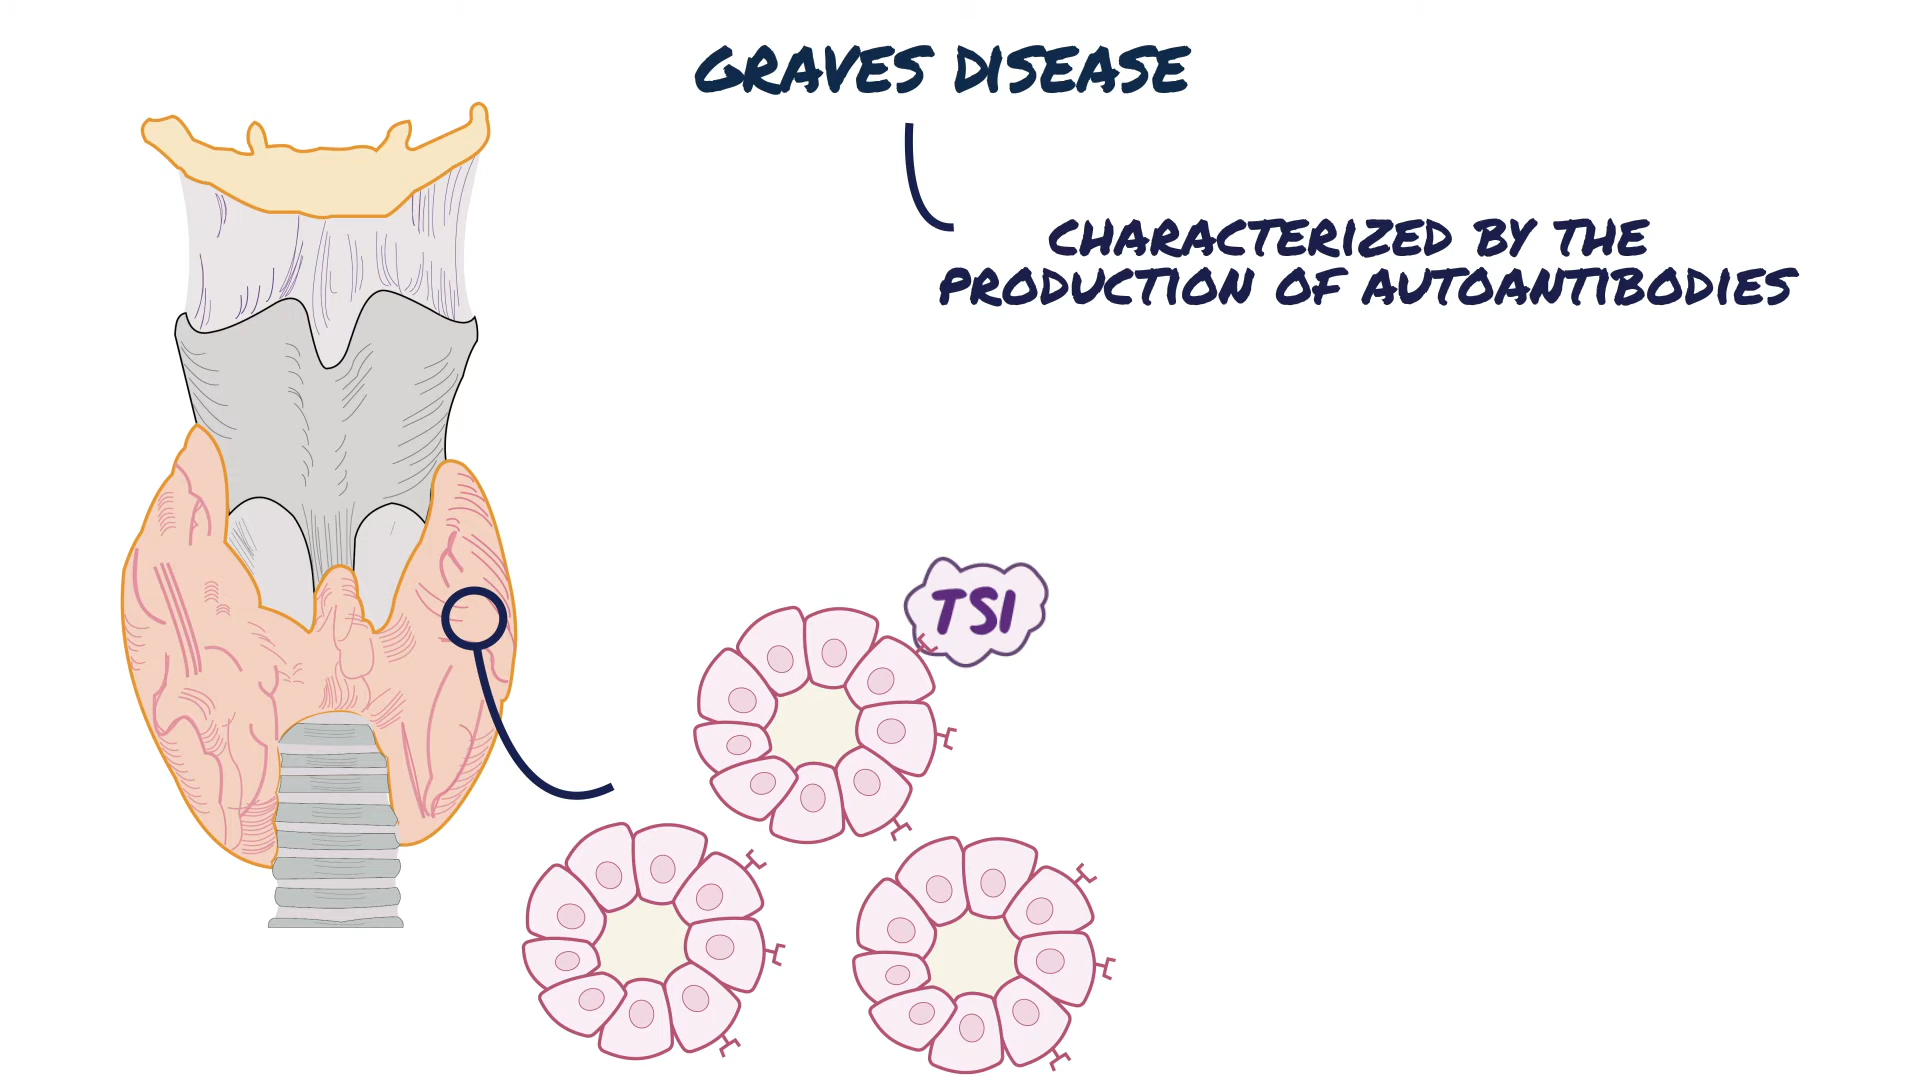 GRAVES DISEASE
CHARACTERIZED BY THE
PRODUCTION OF AUTOANTIBODIES
TSI